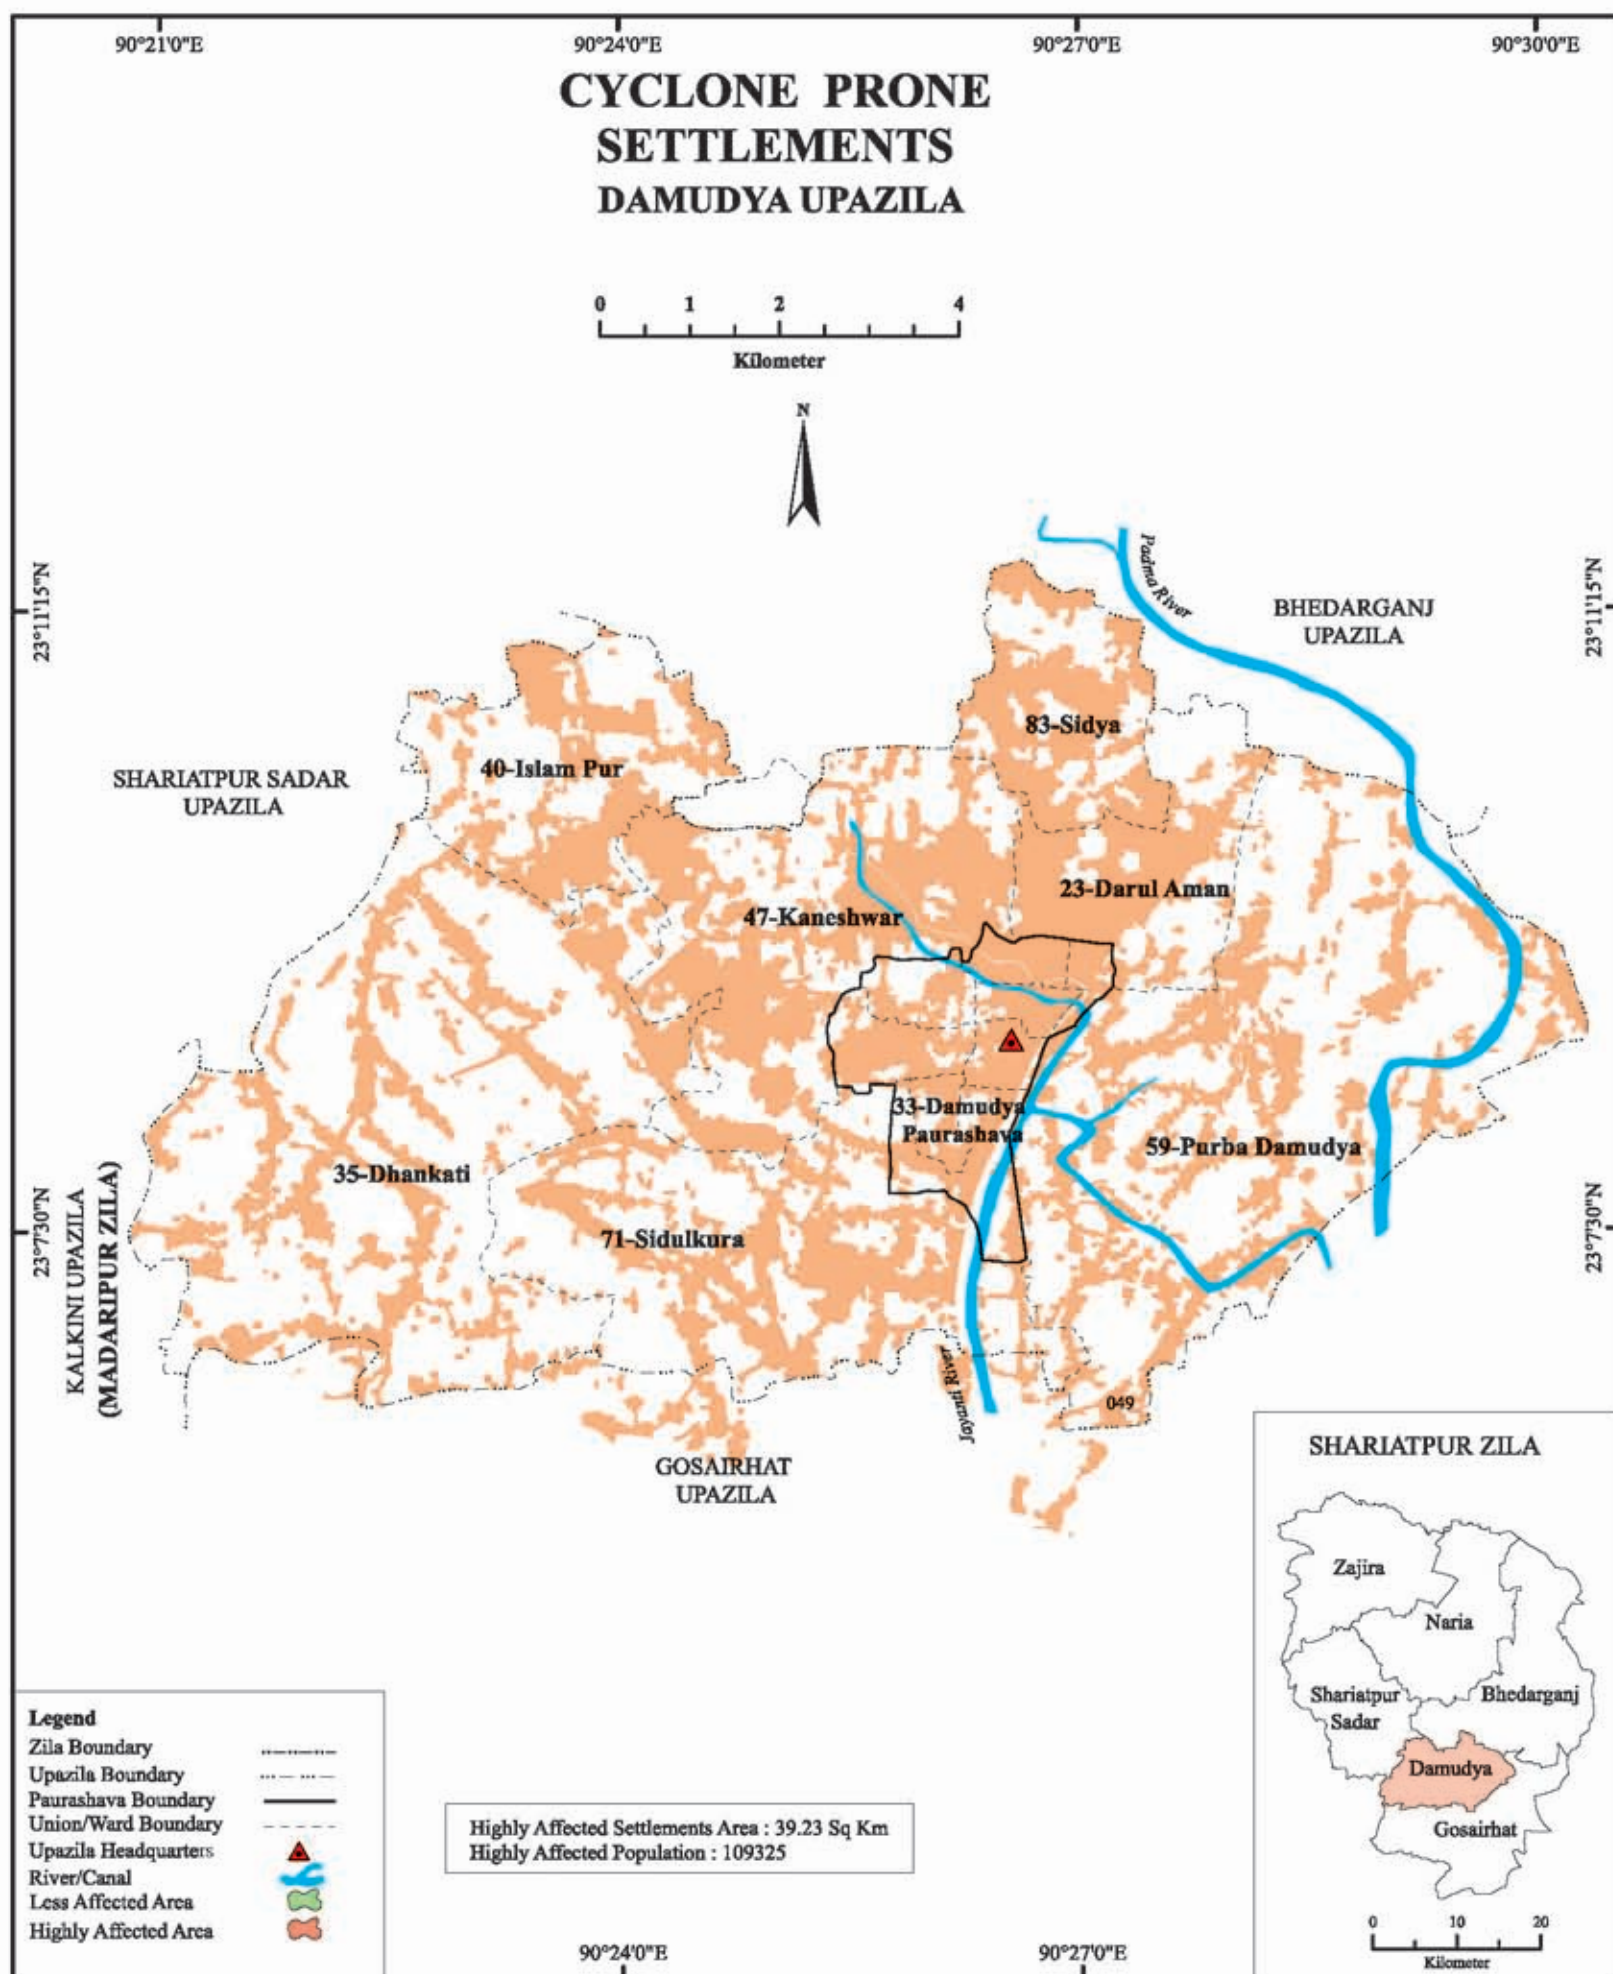 90°21'0"E
90°24'0"E
90°27'0"E
90°30'0"E
CYCLONE PRONE
SETTLEMENTS
DAMUDYA UPAZILA
0 1 2 4
Kilometer
N
23°11'15"N
23°11'15"N
Padma River
BHEDARGANJ
UPAZILA
83-Sidya
40-Islam Pur
SHARIATPUR SADAR
UPAZILA
23-Darul Aman
47-Kaneshwar
33-Damudya
Paurashava
59-Purba Damudya
35-Dhankati
71-Sidulkura
23°7'30"N
23°7'30"N
KALKINI UPAZILA
(MADARIPUR ZILA)
Jayanti River
049
GOSAIRHAT
UPAZILA
SHARIATPUR ZILA
Zajira
Naria
Shariatpur
Sadar
Bhedarganj
Damudya
Gosairhat
0 10 20
Kilometer
Legend
Zila Boundary
Upazila Boundary
Paurashava Boundary
Union/Ward Boundary
Upazila Headquarters
River/Canal
Less Affected Area
Highly Affected Area
Highly Affected Settlements Area : 39.23 Sq Km
Highly Affected Population : 109325
90°24'0"E
90°27'0"E